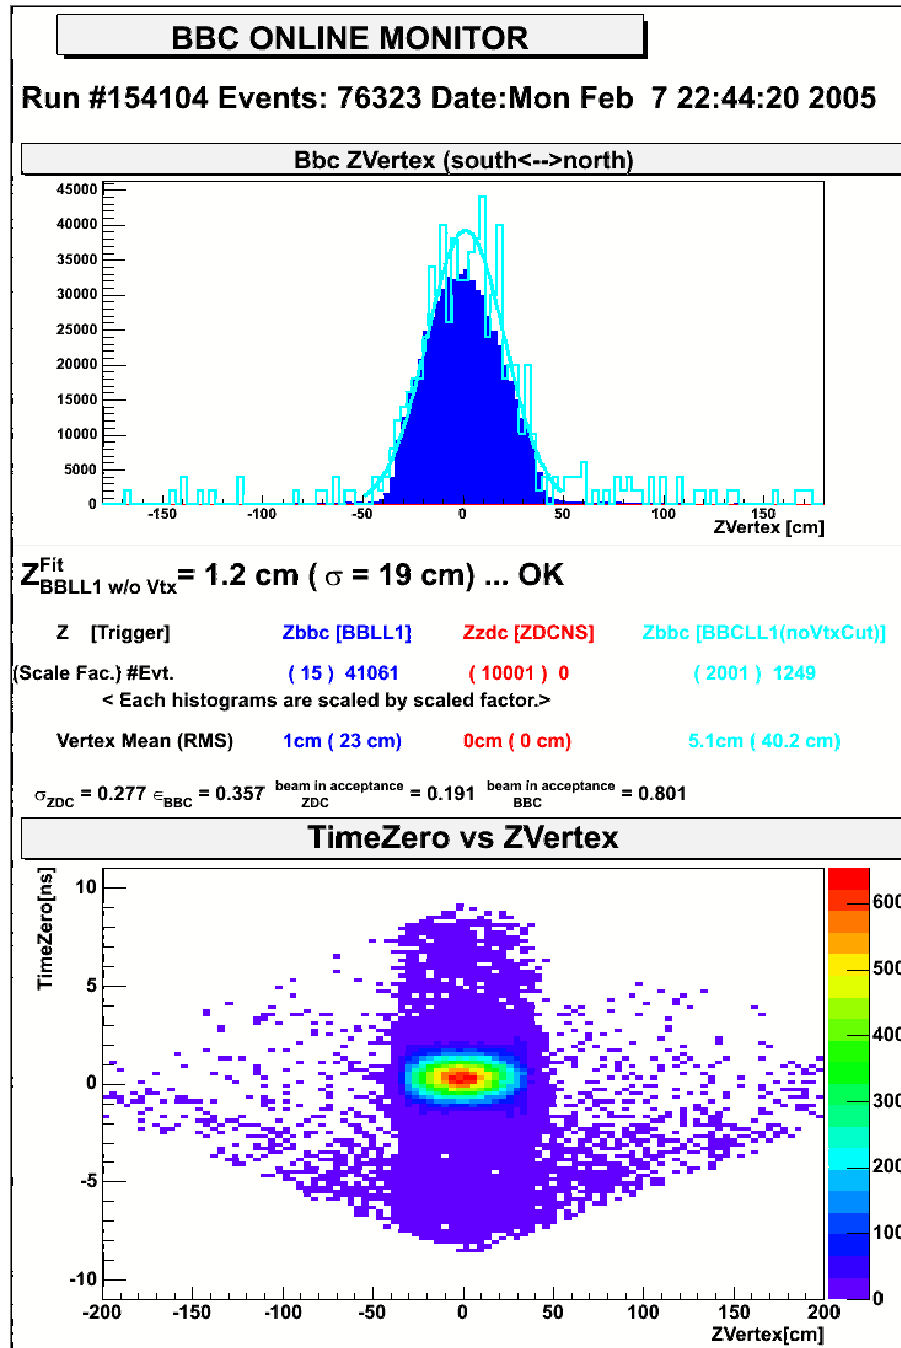 BBC ONLINE MONITOR
Run #154104 Events: 76323 Date:Mon Feb 7 22:44:20 2005
Bbc ZVertex (south<-->north)
45000
40000
35000
30000
25000
20000
15000
10000
5000
0
-150 -100 -50 0 50 100 150
ZVertex [cm]
Z Fit BBLL1 w/o Vtx = 1.2 cm ( σ = 19 cm) ... OK
Z [Trigger] Zbbc [BBLL1] Zzdc [ZDCNS] Zbbc [BBCLL1(noVtxCut)]
(Scale Fac.) #Evt. ( 15 ) 41061 ( 10001 ) 0 ( 2001 ) 1249
< Each histograms are scaled by scaled factor.>
Vertex Mean (RMS) 1cm ( 23 cm) 0cm ( 0 cm) 5.1cm ( 40.2 cm)
σ ZDC = 0.277 ε BBC = 0.357 beam in acceptance ZDC = 0.191 beam in acceptance BBC = 0.801
TimeZero vs ZVertex
TimeZero[ns]
10
5
0
-5
-10
-200 -150 -100 -50 0 50 100 150 200
ZVertex[cm]
600
500
400
300
200
100
0